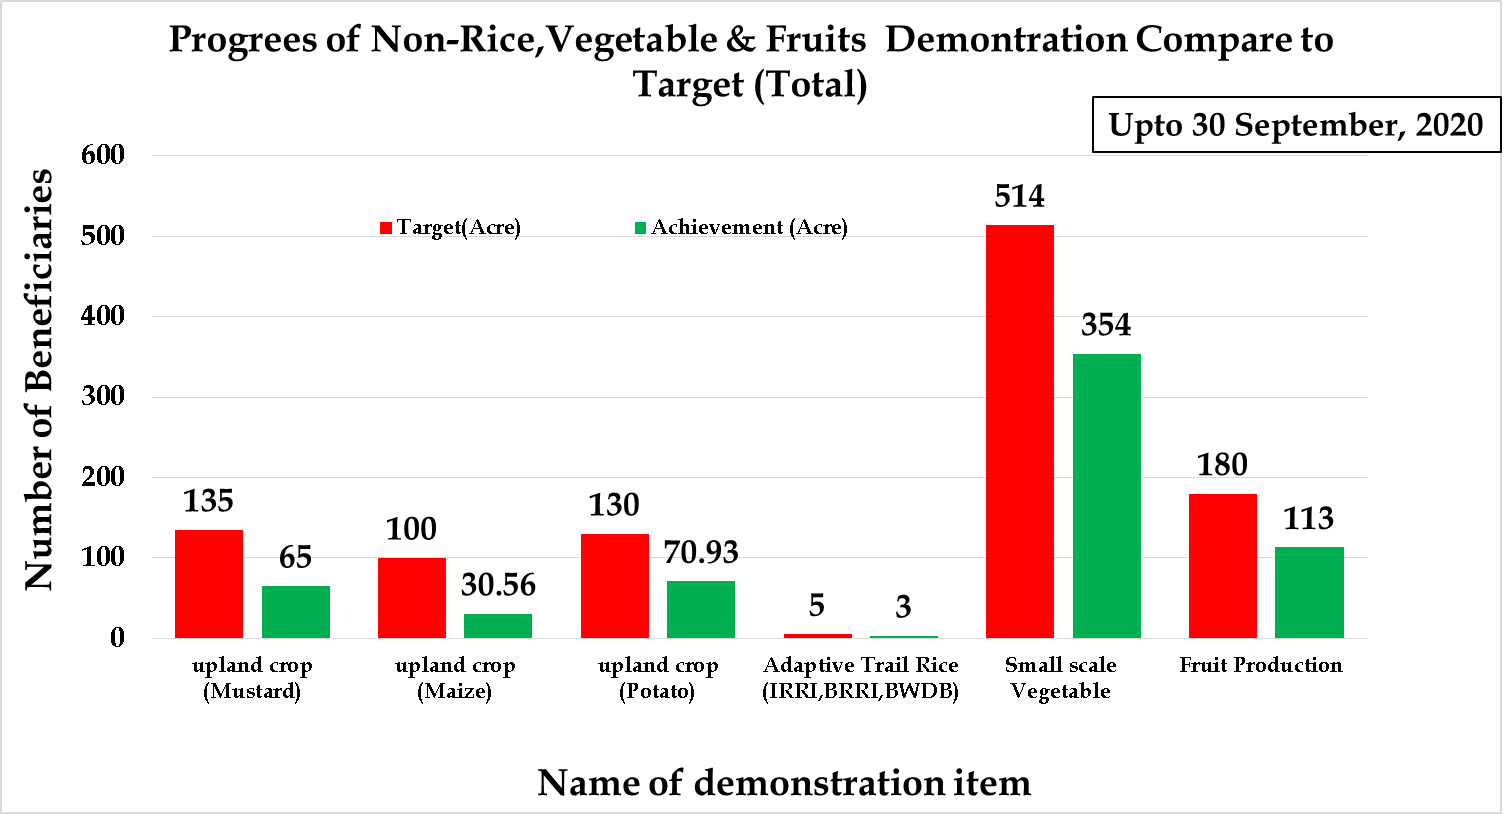 Progrees of Non-Rice,Vegetable & Fruits Demontration Compare to
Target (Total)
Upto 30 September, 2020
Number of Beneficiaries
600
500
400
300
200
100
0
Target(Acre)
Achievement (Acre)
135
65
100
30.56
130
70.93
5
3
514
354
180
113
upland crop
(Mustard)
upland crop
(Maize)
upland crop
(Potato)
Adaptive Trail Rice
(IRRI,BRRI,BWDB)
Small scale
Vegetable
Fruit Production
Name of demonstration item